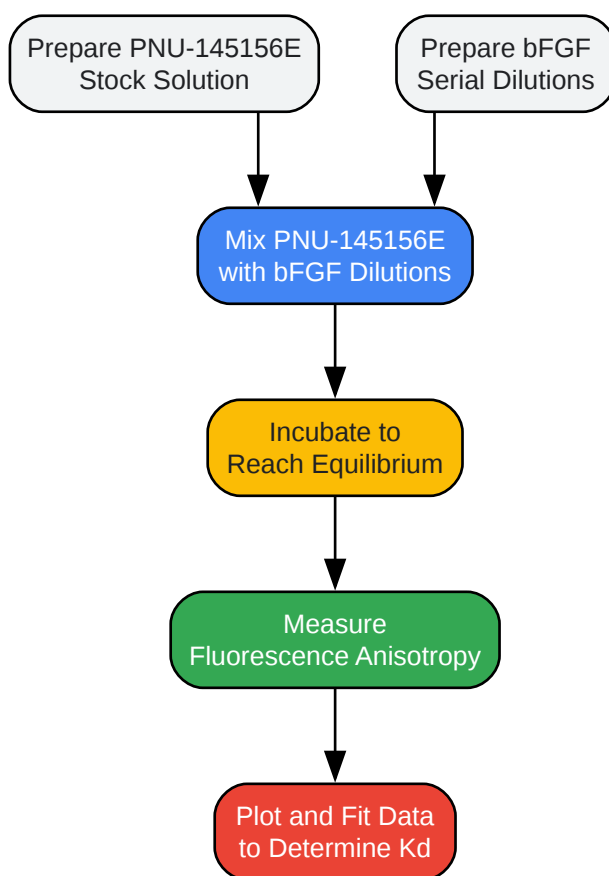 Prepare PNU-145156E
Stock Solution
Prepare bFGF
Serial Dilutions
Mix PNU-145156E
with bFGF Dilutions
Incubate to
Reach Equilibrium
Measure
Fluorescence Anisotropy
Plot and Fit Data
to Determine Kd